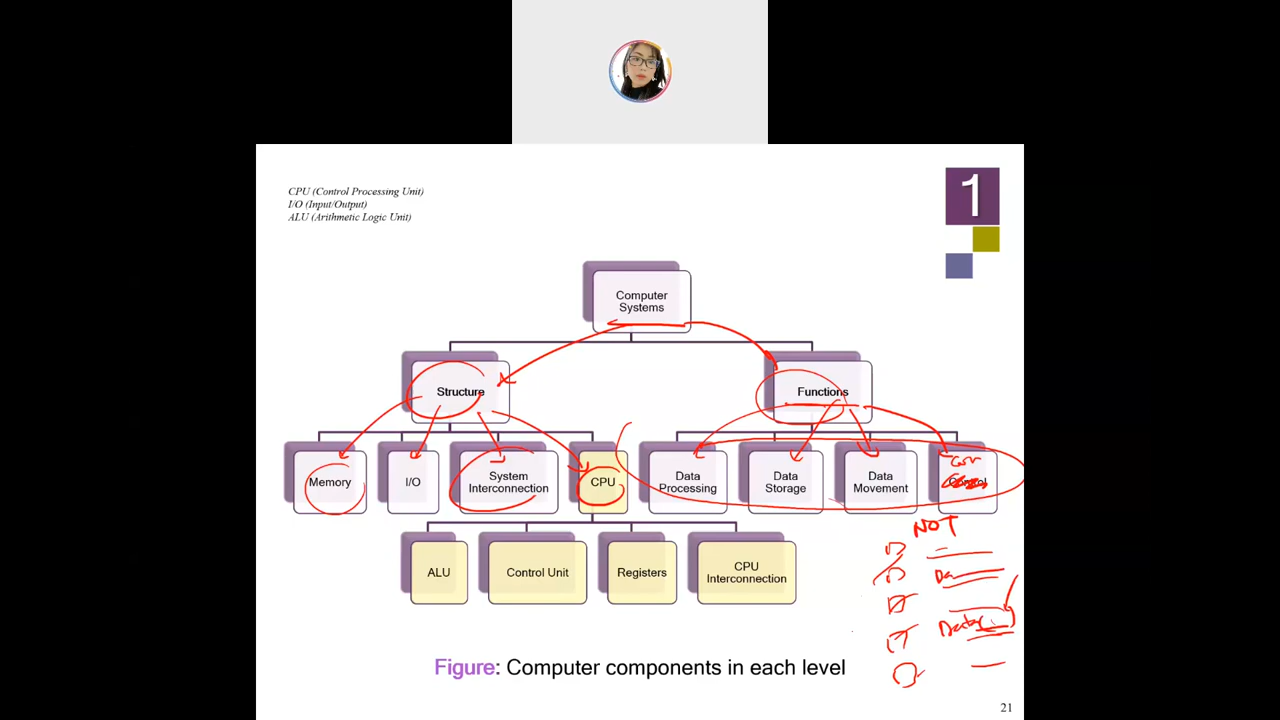 CPU (Control Processing Unit)
I/O (Input/Output)
ALU (Arithmetic Logic Unit)
1
Computer
Systems
Structure
Functions
Memory
I/O
System
Interconnection
CPU
Data
Processing
Data
Storage
Data
Movement
Control
NOT
ALU
Control Unit
Registers
CPU
Interconnection
Data
Figure: Computer components in each level
21